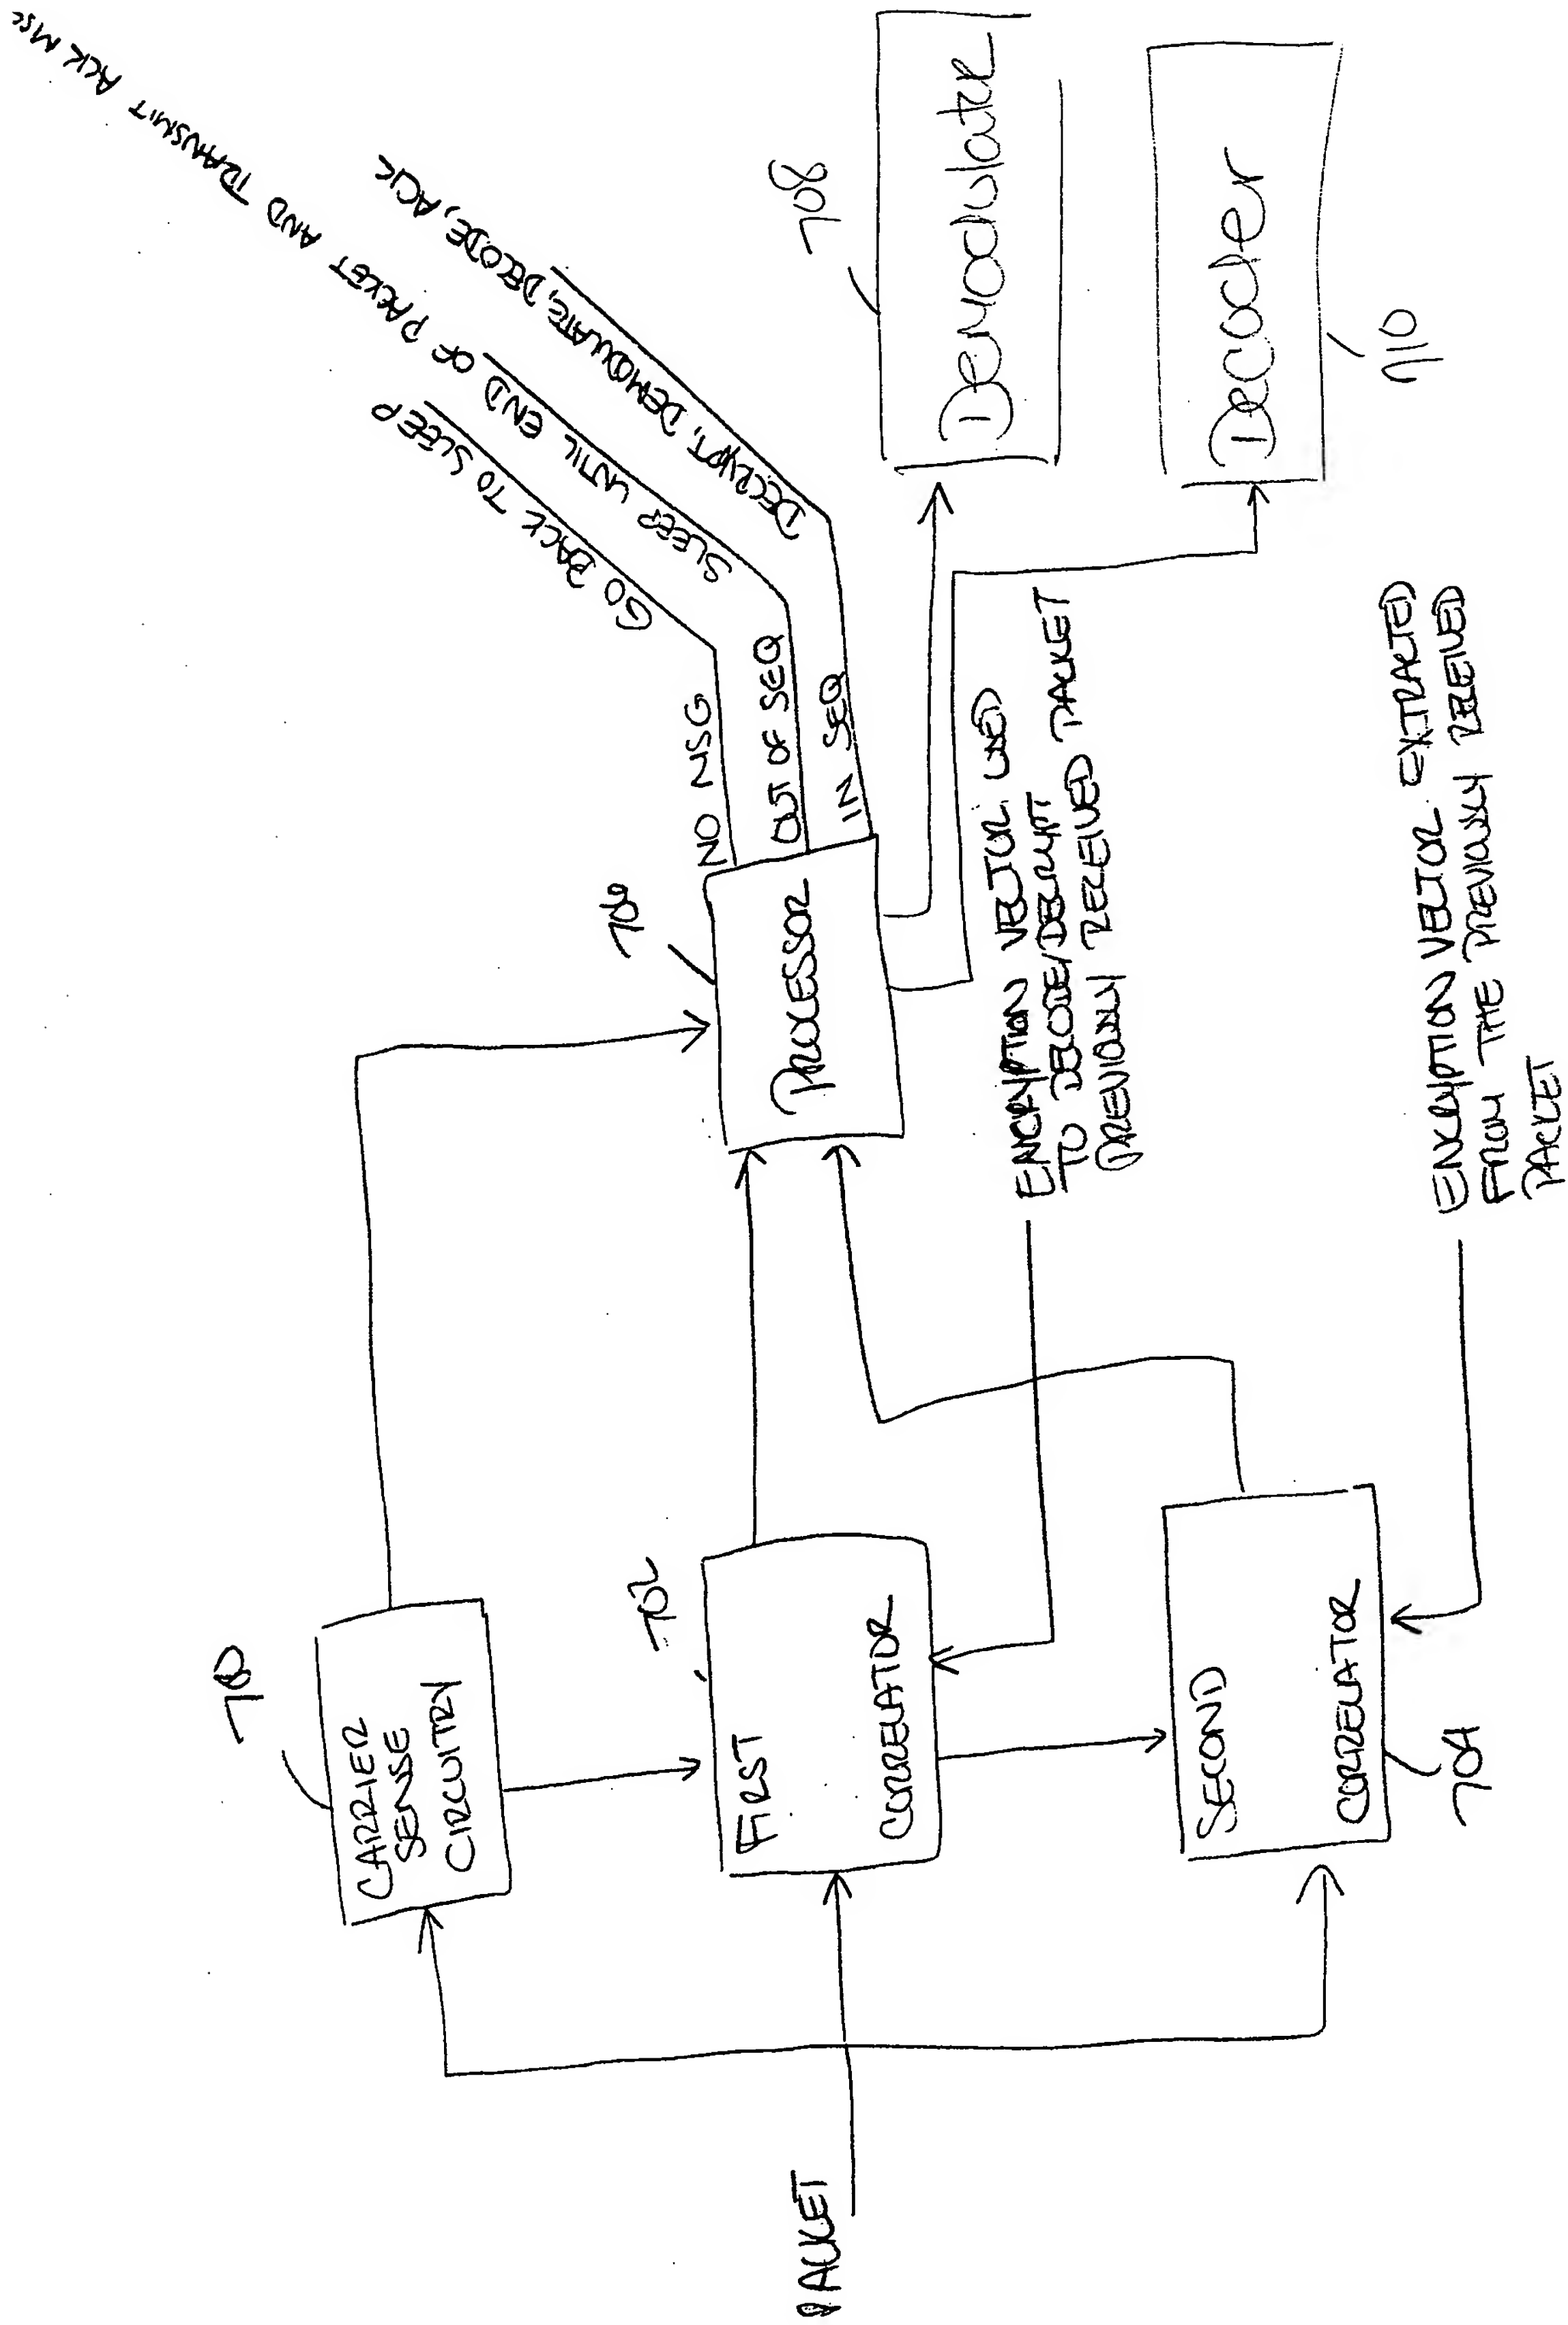 PACKET
700
CARRIER
SENSE
CIRCUITRY
702
FIRST
CORRELATOR
SECOND
CORRELATOR
704
706
PROCESSOR
NO MSG
GO BACK TO SLEEP
OUT OF SEQ
SLEEP UNTIL END OF PACKET AND TRANSMIT ACK MSG
IN SEQ
DECRYPT, DEMODULATE, DECODE, ACK
ENCRYPTION VECTOR USED
TO DECODE/DECRYPT
PREVIOUSLY RECEIVED PACKET
ENCRYPTION VECTOR EXTRACTED
FROM THE PREVIOUSLY RECEIVED
PACKET
708
Demodulator
Decoder
710